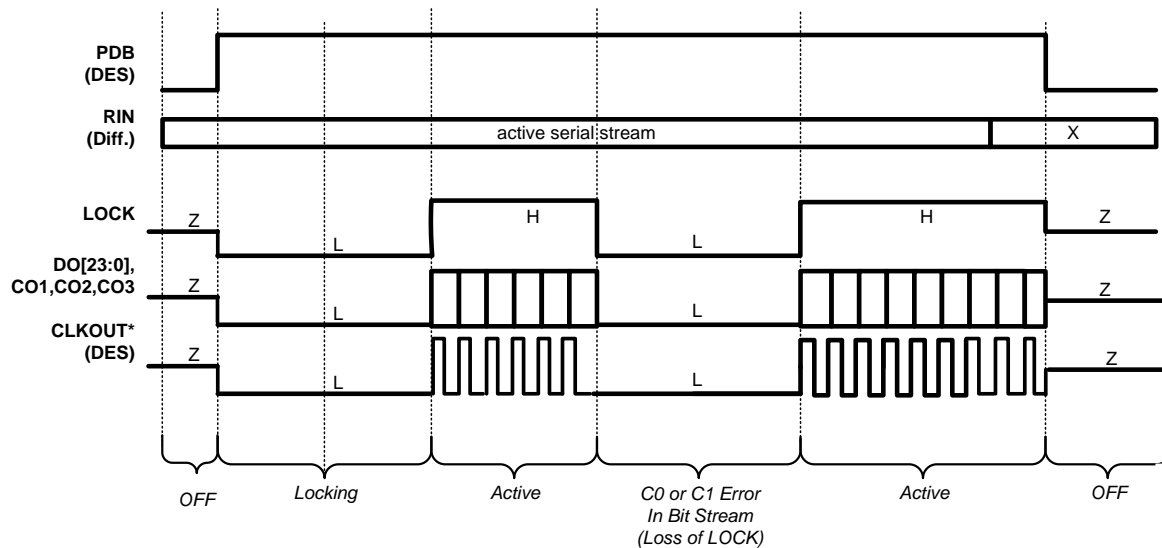 PDB
(DES)
RIN
(Diff.)
active serial stream
X
LOCK
Z
L
H
L
H
Z
DO[23:0],
CO1,CO2,CO3
Z
L
L
Z
CLKOUT*
(DES)
Z
L
L
Z
OFF
Locking
Active
C0 or C1 Error
In Bit Stream
(Loss of LOCK)
Active
OFF